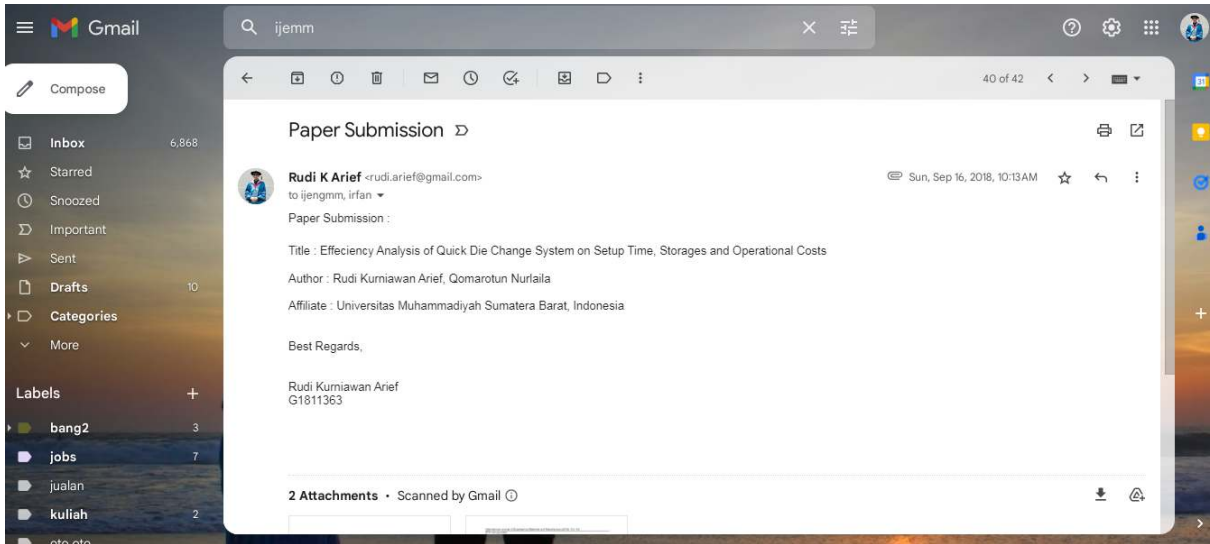 Gmail
ijemm
Compose
40 of 42
31
Inbox 6,868
Starred
Snoozed
Important
Sent
Drafts 10
Categories
More
Labels
bang2 3
jobs 7
jualan
kuliah 2
oto oto
Paper Submission
Rudi K Arief <rudi.arief@gmail.com>
Sun, Sep 16, 2018, 10:13 AM
to ijengmm, irfan
Paper Submission :
Title : Effeciency Analysis of Quick Die Change System on Setup Time, Storages and Operational Costs
Author : Rudi Kurniawan Arief, Qomarotun Nurlaila
Affiliate : Universitas Muhammadiyah Sumatera Barat, Indonesia
Best Regards,
Rudi Kurniawan Arief
G1811363
2 Attachments • Scanned by Gmail